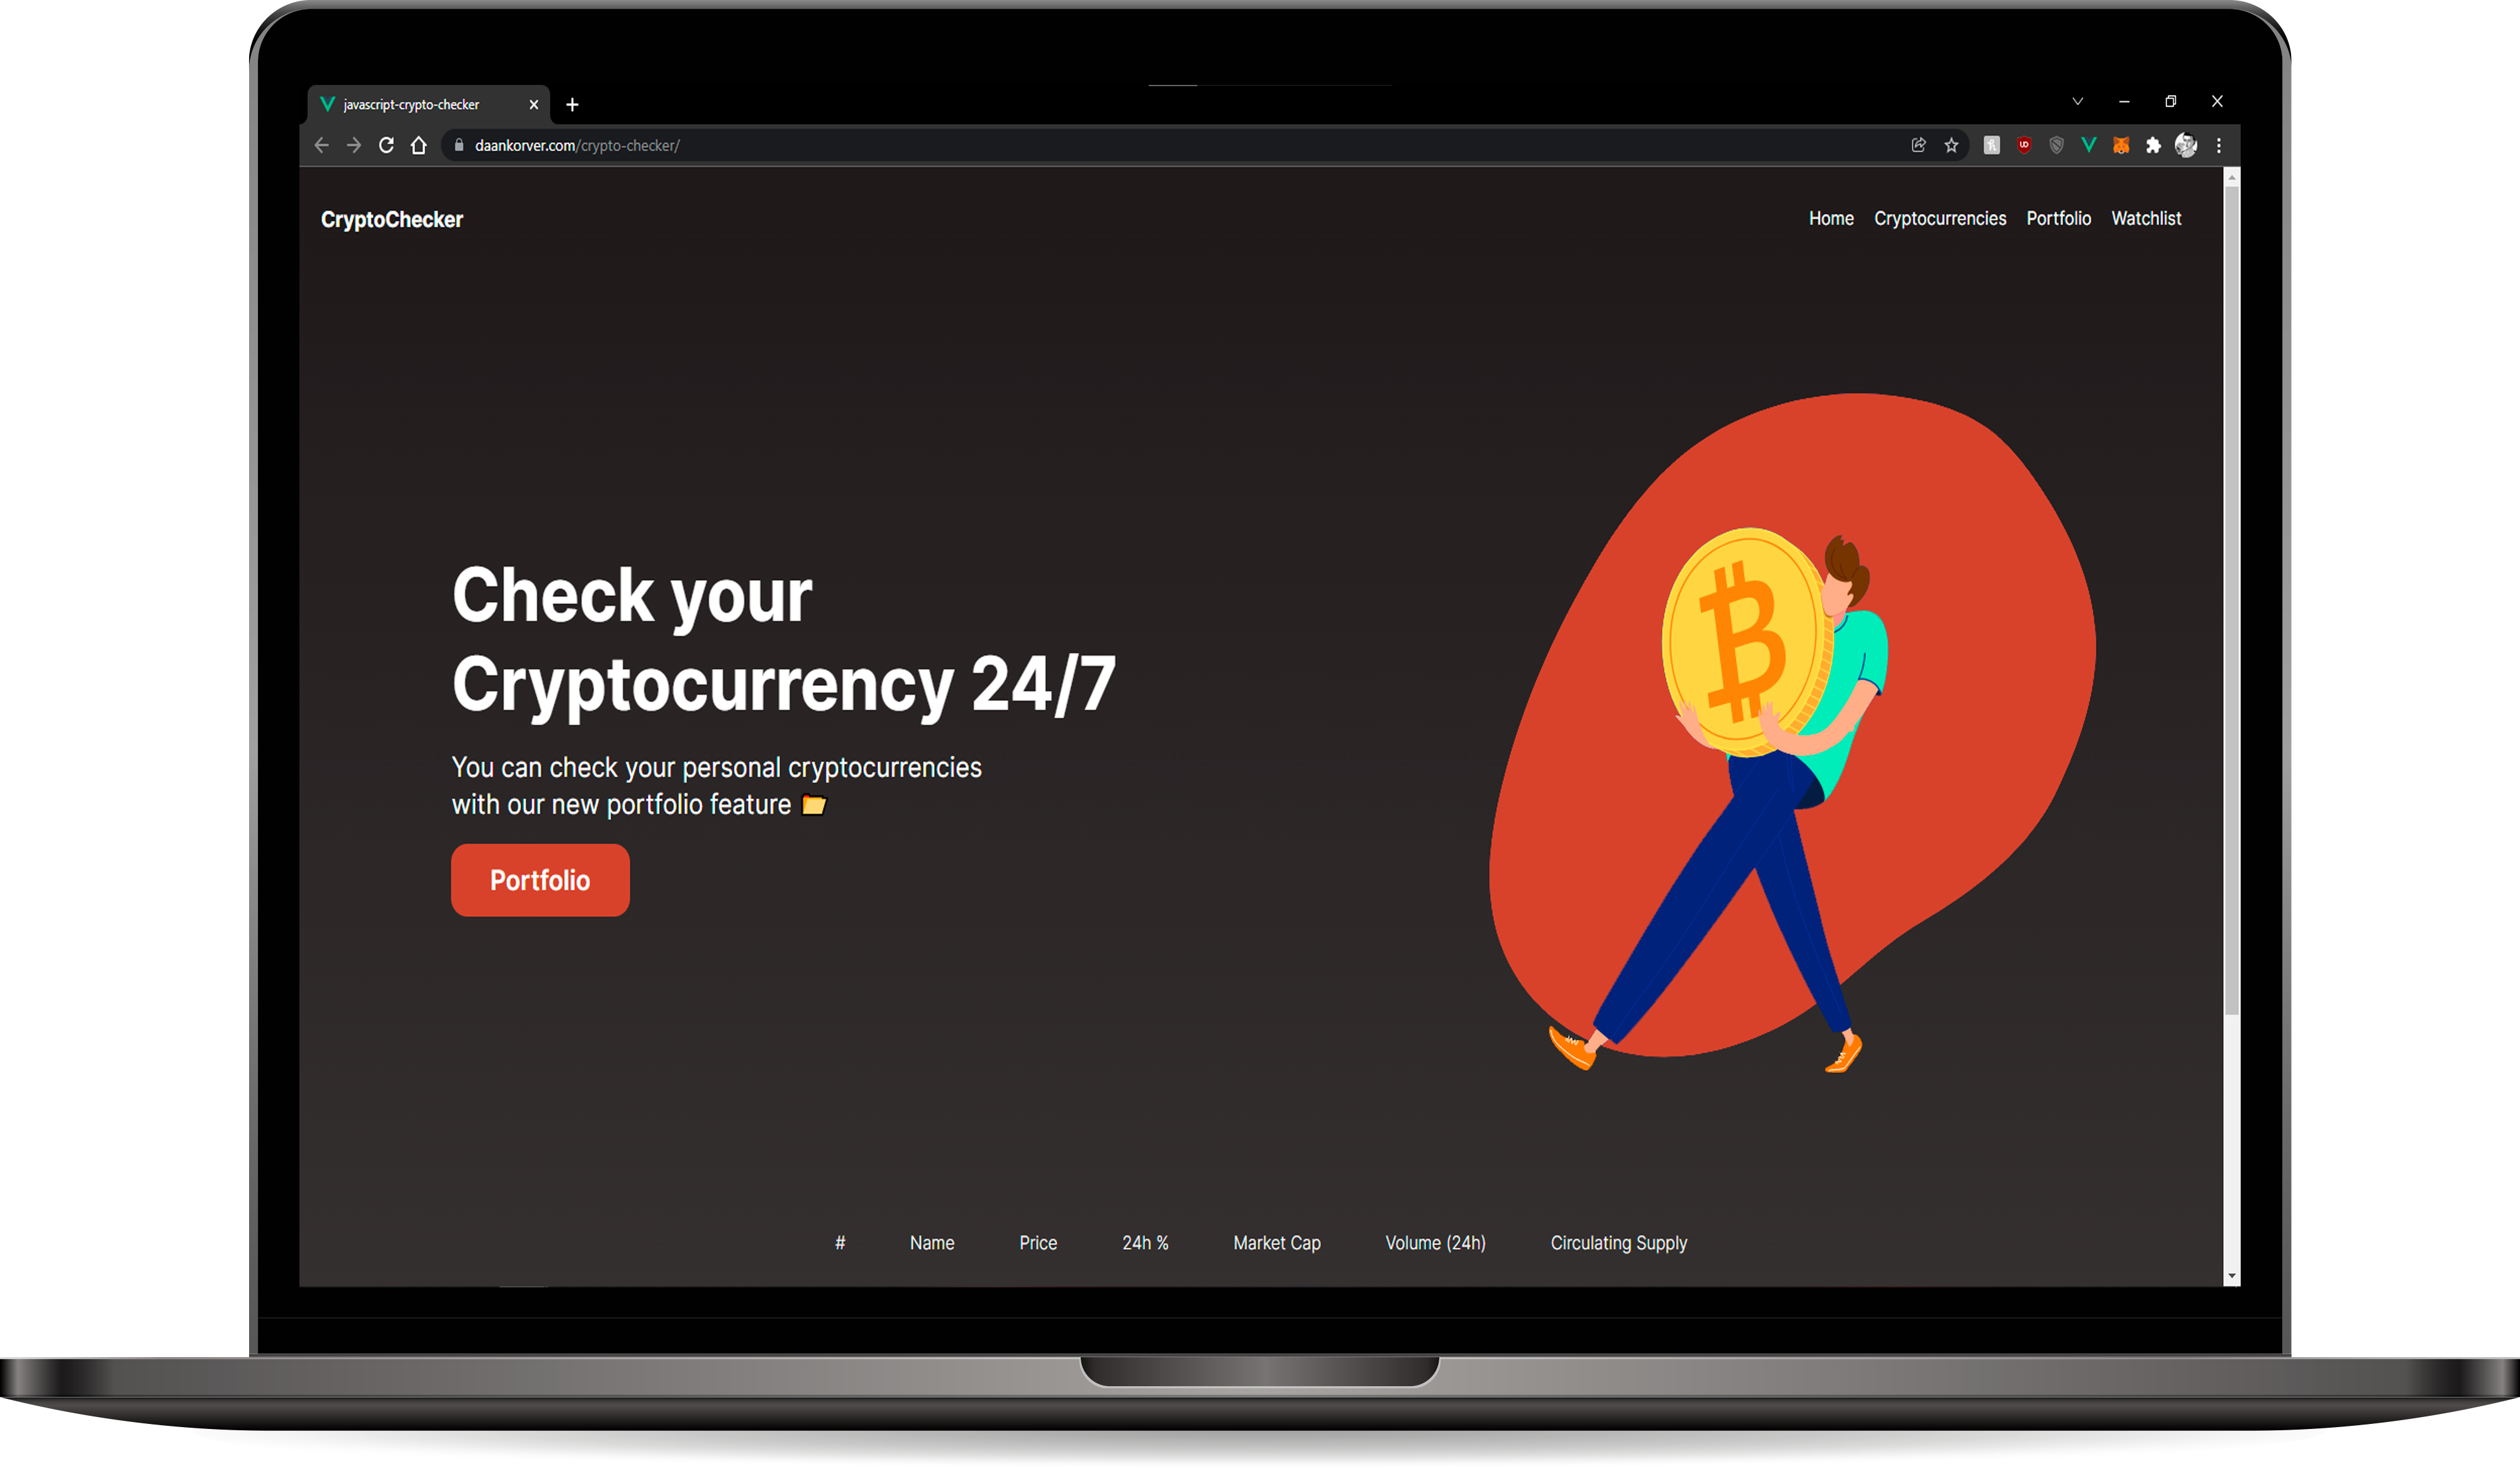 javascript-crypto-checker
daankorver.com/crypto-checker/
CryptoChecker
Home Cryptocurrencies Portfolio Watchlist
Check your
Cryptocurrency 24/7
You can check your personal cryptocurrencies
with our new portfolio feature
Portfolio
# Name Price 24h % Market Cap Volume (24h) Circulating Supply